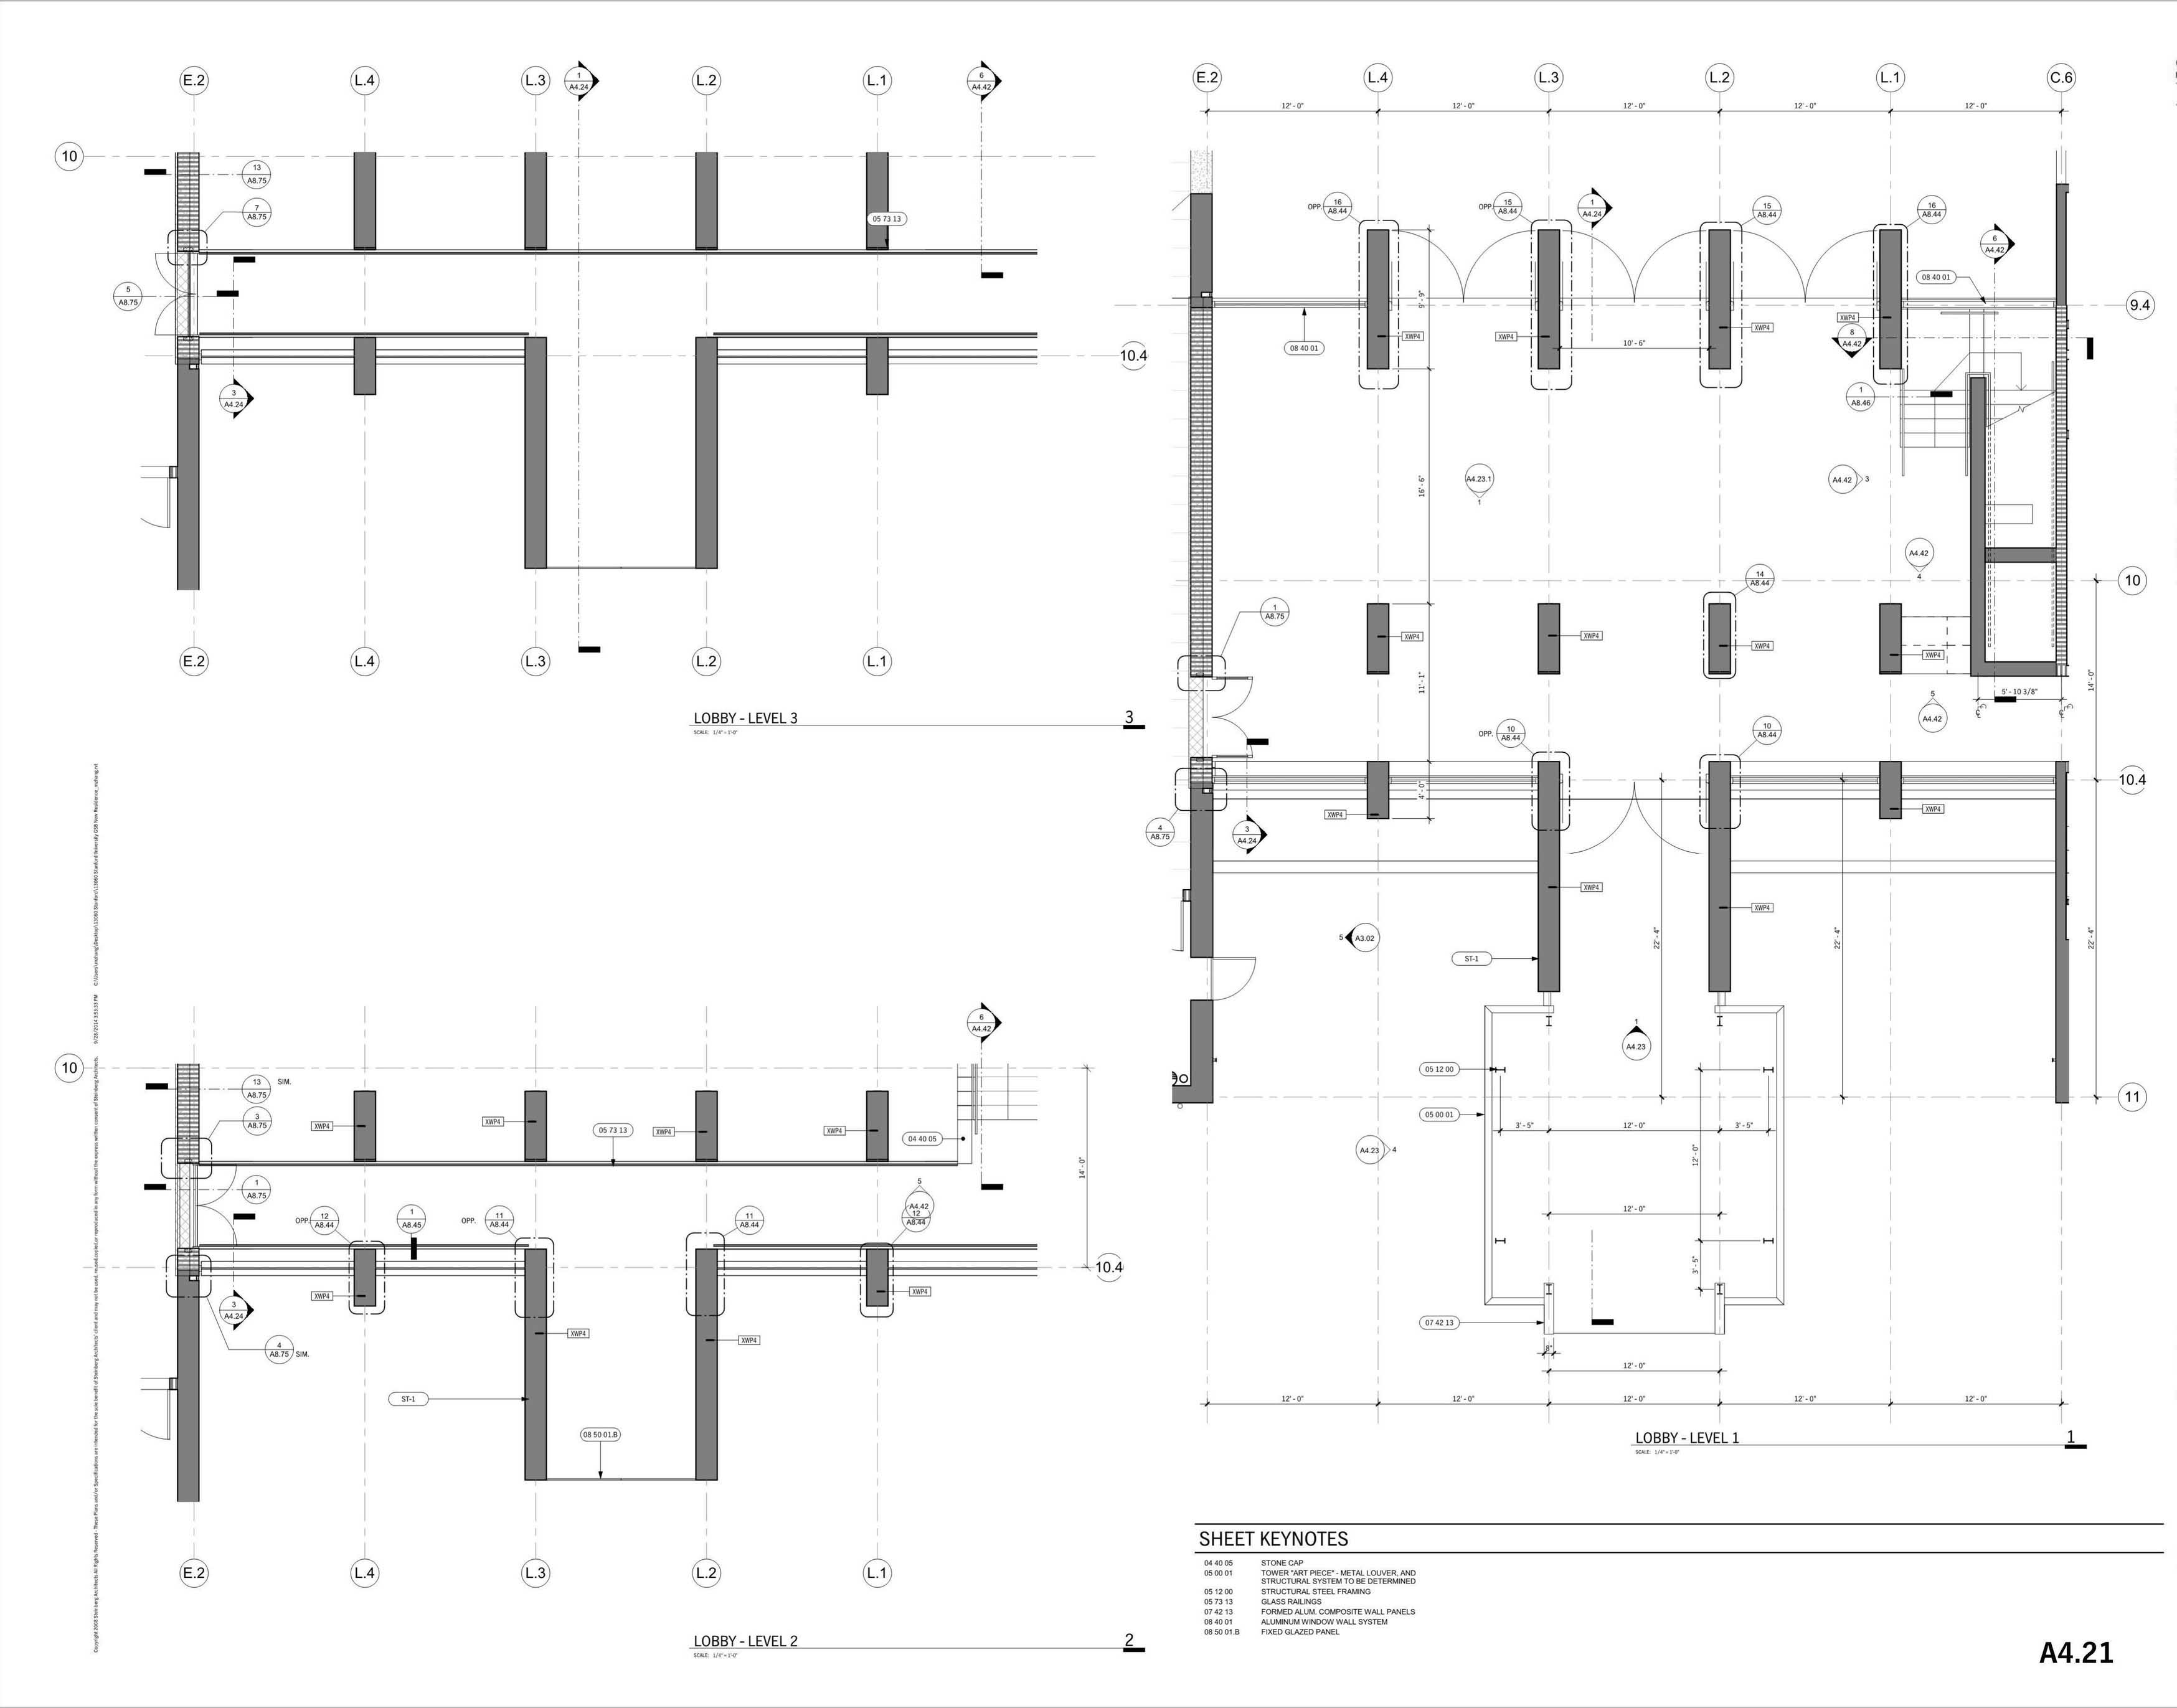 E.2
L.4
L.3
1
A4.24
L.2
L.1
6
A4.42
10
13
A8.75
7
A8.75
05 73 13
5
A8.75
10.4
3
A4.24
E.2
L.4
L.3
L.2
L.1
LOBBY - LEVEL 3
3
SCALE: 1/4" = 1'-0"
6
A4.42
10
13
A8.75
SIM.
3
A8.75
XWP4
XWP4
05 73 13
XWP4
XWP4
04 40 05
14' - 0"
1
A8.75
OPP.
12
A8.44
1
A8.45
OPP.
11
A8.44
11
A8.44
5
A4.42
12
A8.44
10.4
3
A4.24
XWP4
XWP4
XWP4
XWP4
4
A8.75
SIM.
ST-1
08 50 01.B
E.2
L.4
L.3
L.2
L.1
LOBBY - LEVEL 2
2
SCALE: 1/4" = 1'-0"
E.2
L.4
L.3
L.2
L.1
C.6
12' - 0"
12' - 0"
12' - 0"
12' - 0"
12' - 0"
OPP.
16
A8.44
OPP.
15
A8.44
1
A4.24
15
A8.44
16
A8.44
6
A4.42
08 40 01
9' - 9"
9.4
08 40 01
XWP4
XWP4
10' - 6"
XWP4
XWP4
8
A4.42
1
A8.46
16' - 6"
A4.23.1
1
A4.42
3
A4.42
4
10
14
A8.44
1
A8.75
XWP4
XWP4
XWP4
XWP4
11' - 1"
14' - 0"
5' - 10 3/8"
5
A4.42
OPP.
10
A8.44
10
A8.44
10.4
4' - 0"
XWP4
XWP4
4
A8.75
3
A4.24
XWP4
XWP4
5
A3.02
ST-1
22' - 4"
22' - 4"
22' - 4"
1
A4.23
05 12 00
05 00 01
11
3' - 5"
12' - 0"
3' - 5"
A4.23
4
12' - 0"
12' - 0"
3' - 5"
07 42 13
8"
12' - 0"
12' - 0"
12' - 0"
12' - 0"
12' - 0"
12' - 0"
LOBBY - LEVEL 1
1
SCALE: 1/4" = 1'-0"
SHEET KEYNOTES
04 40 05 STONE CAP
05 00 01 TOWER "ART PIECE" - METAL LOUVER, AND
STRUCTURAL SYSTEM TO BE DETERMINED
05 12 00 STRUCTURAL STEEL FRAMING
05 73 13 GLASS RAILINGS
07 42 13 FORMED ALUM. COMPOSITE WALL PANELS
08 40 01 ALUMINUM WINDOW WALL SYSTEM
08 50 01.B FIXED GLAZED PANEL
A4.21